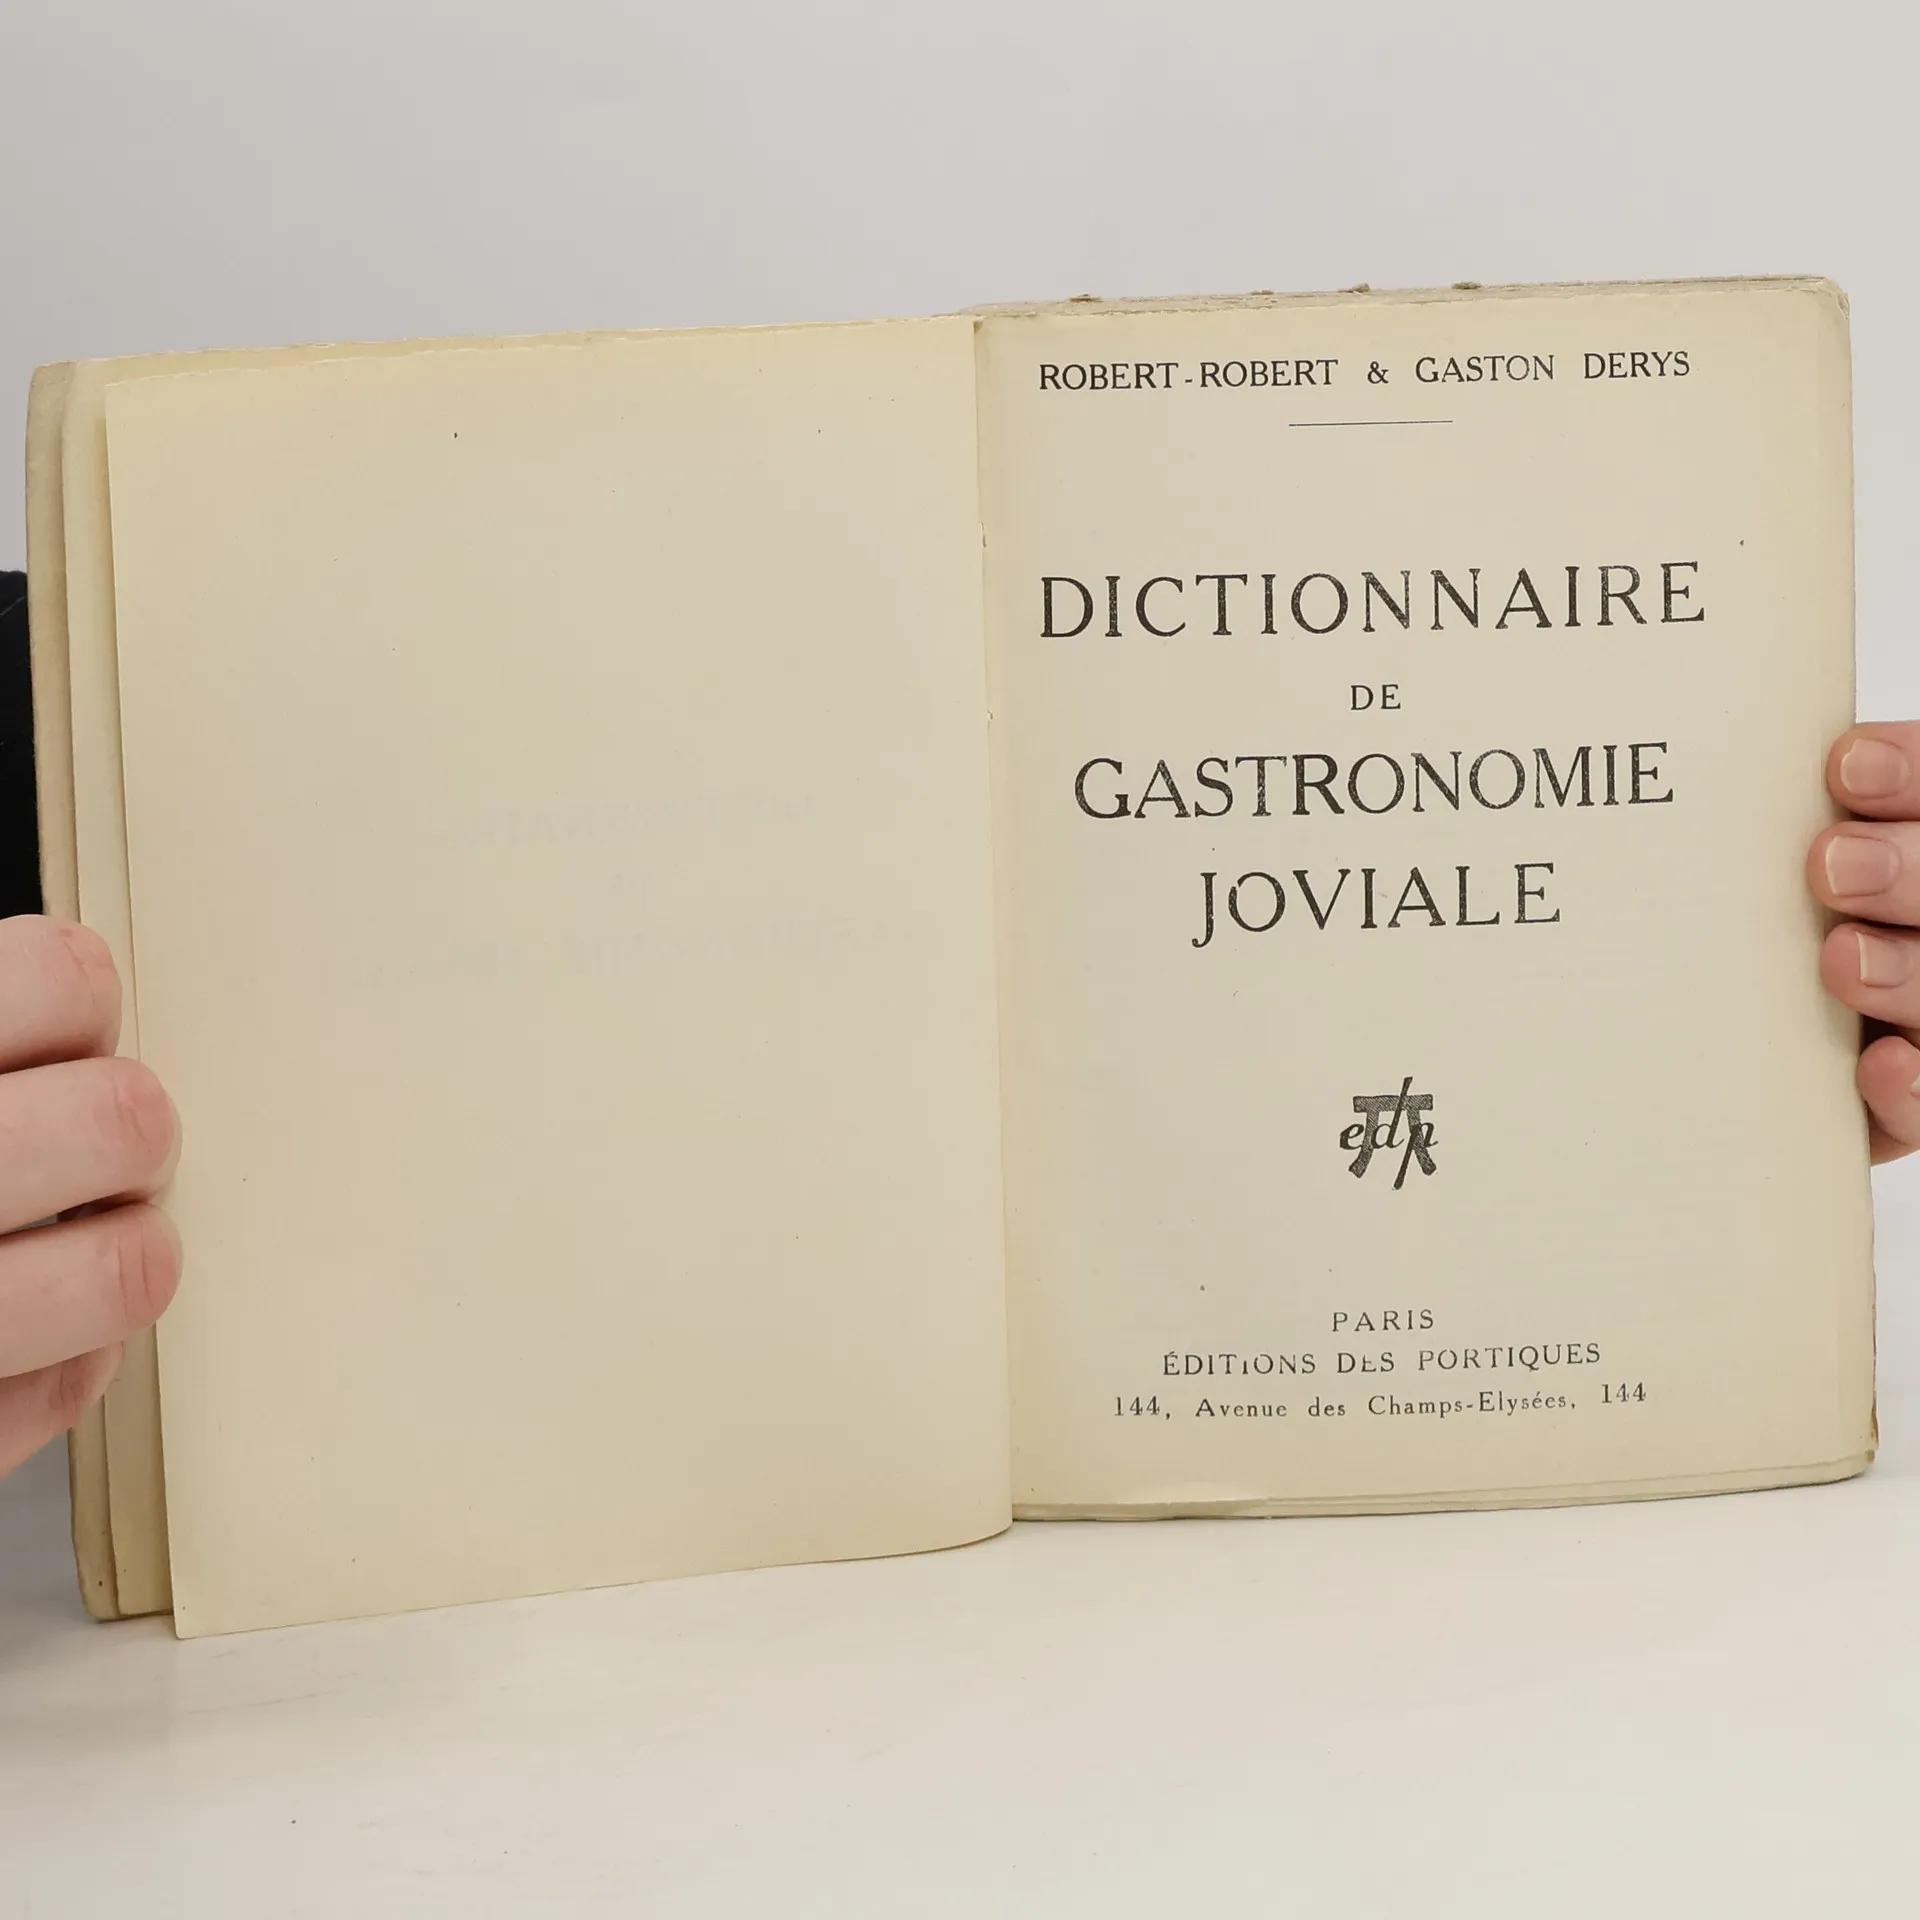 ROBERT-ROBERT & GASTON DERYS
DICTIONNAIRE
DE
GASTRONOMIE
JOVIALE
edp
PARIS
ÉDITIONS DES PORTIQUES
144, Avenue des Champs-Elysées, 144